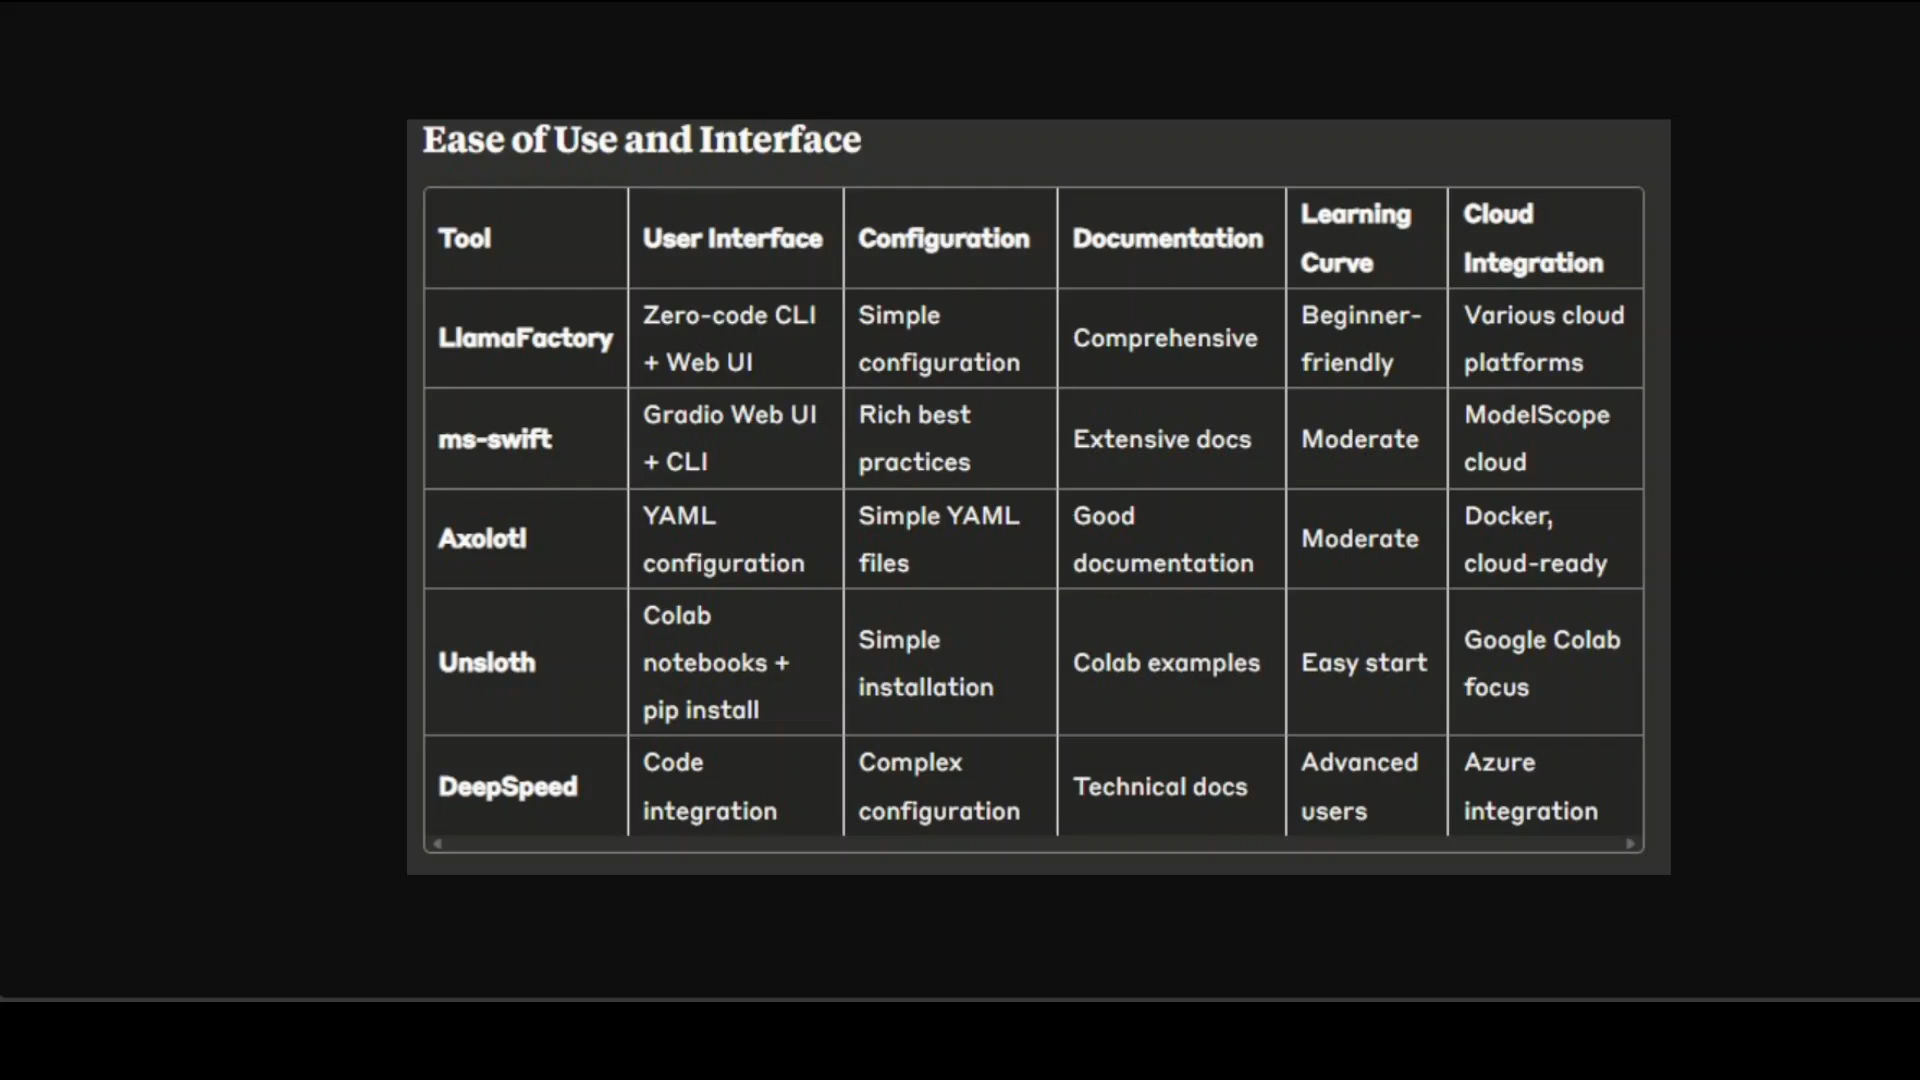 Ease of Use and Interface
Tool
User Interface
Configuration
Documentation
Learning
Curve
Cloud
Integration
LlamaFactory
Zero-code CLI
+ Web UI
Simple
configuration
Comprehensive
Beginner-
friendly
Various cloud
platforms
ms-swift
Gradio Web UI
+ CLI
Rich best
practices
Extensive docs
Moderate
ModelScope
cloud
Axolotl
YAML
configuration
Simple YAML
files
Good
documentation
Moderate
Docker,
cloud-ready
Unsloth
Colab
notebooks +
pip install
Simple
installation
Colab examples
Easy start
Google Colab
focus
DeepSpeed
Code
integration
Complex
configuration
Technical docs
Advanced
users
Azure
integration